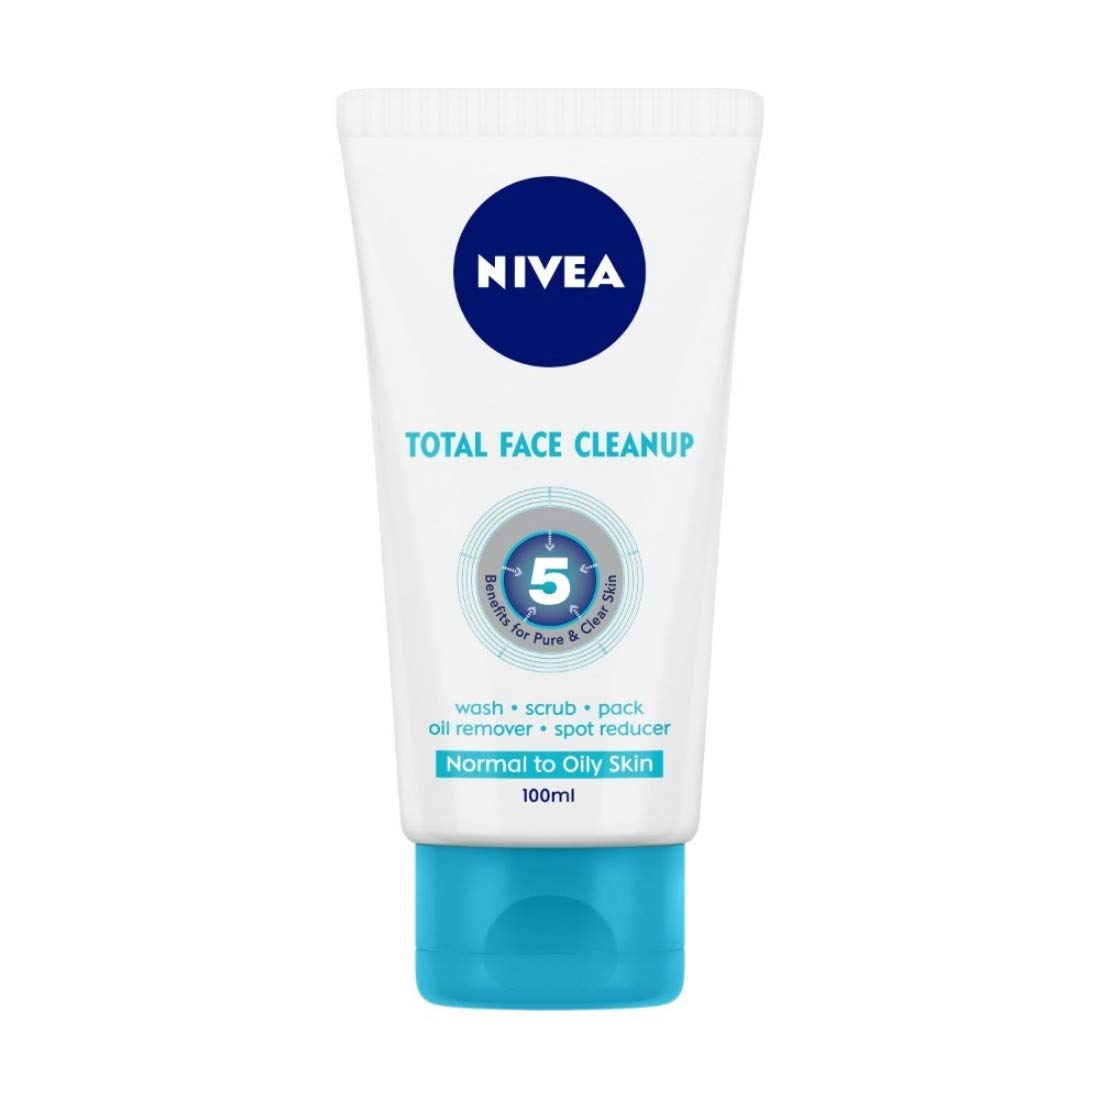 NIVEA
TOTAL FACE CLEANUP
5
Benefits for Pure & Clear Skin
wash • scrub • pack
oil remover • spot reducer
Normal to Oily Skin
100ml